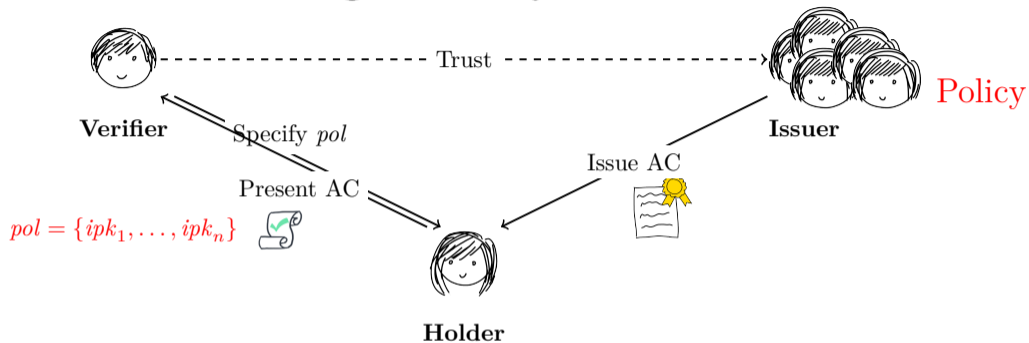 Trust
Policy
Verifier
Issuer
Specify pol
Issue AC
Present AC
pol = {ipk₁, . . . , ipkₙ}
Holder